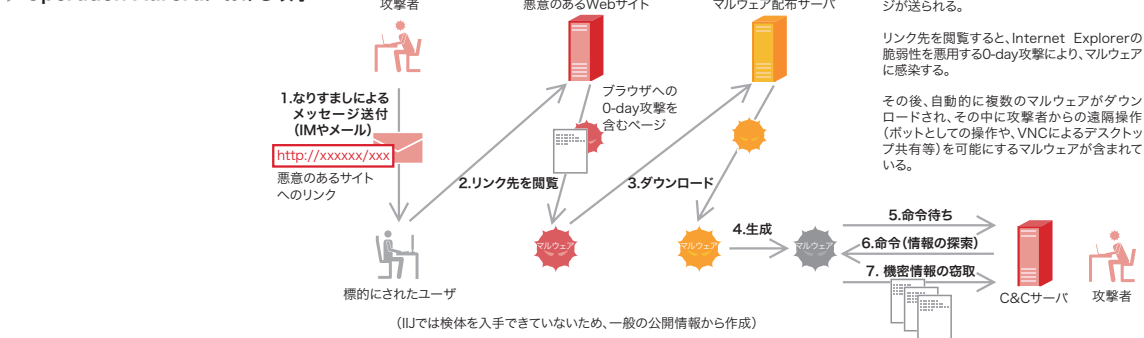 攻撃者
悪意のあるWebサイト
マルウェア配布サーバ
ジが送られる。
リンク先を閲覧すると、Internet Explorerの
脆弱性を悪用する0-day攻撃により、マルウェア
に感染する。
その後、自動的に複数のマルウェアがダウン
ロードされ、その中に攻撃者からの遠隔操作
（ボットとしての操作や、VNCによるデスクトッ
プ共有等）を可能にするマルウェアが含まれて
いる。
1.なりすましによる
メッセージ送付
（IMやメール）
http://xxxxxx/xxx
悪意のあるサイト
へのリンク
ブラウザへの
0-day攻撃を
含むページ
2.リンク先を閲覧
3.ダウンロード
マルウェア
マルウェア
4.生成
マルウェア
5.命令待ち
6.命令（情報の探索）
7. 機密情報の窃取
標的にされたユーザ
C&Cサーバ
攻撃者
（IIJでは検体を入手できていないため、一般の公開情報から作成）